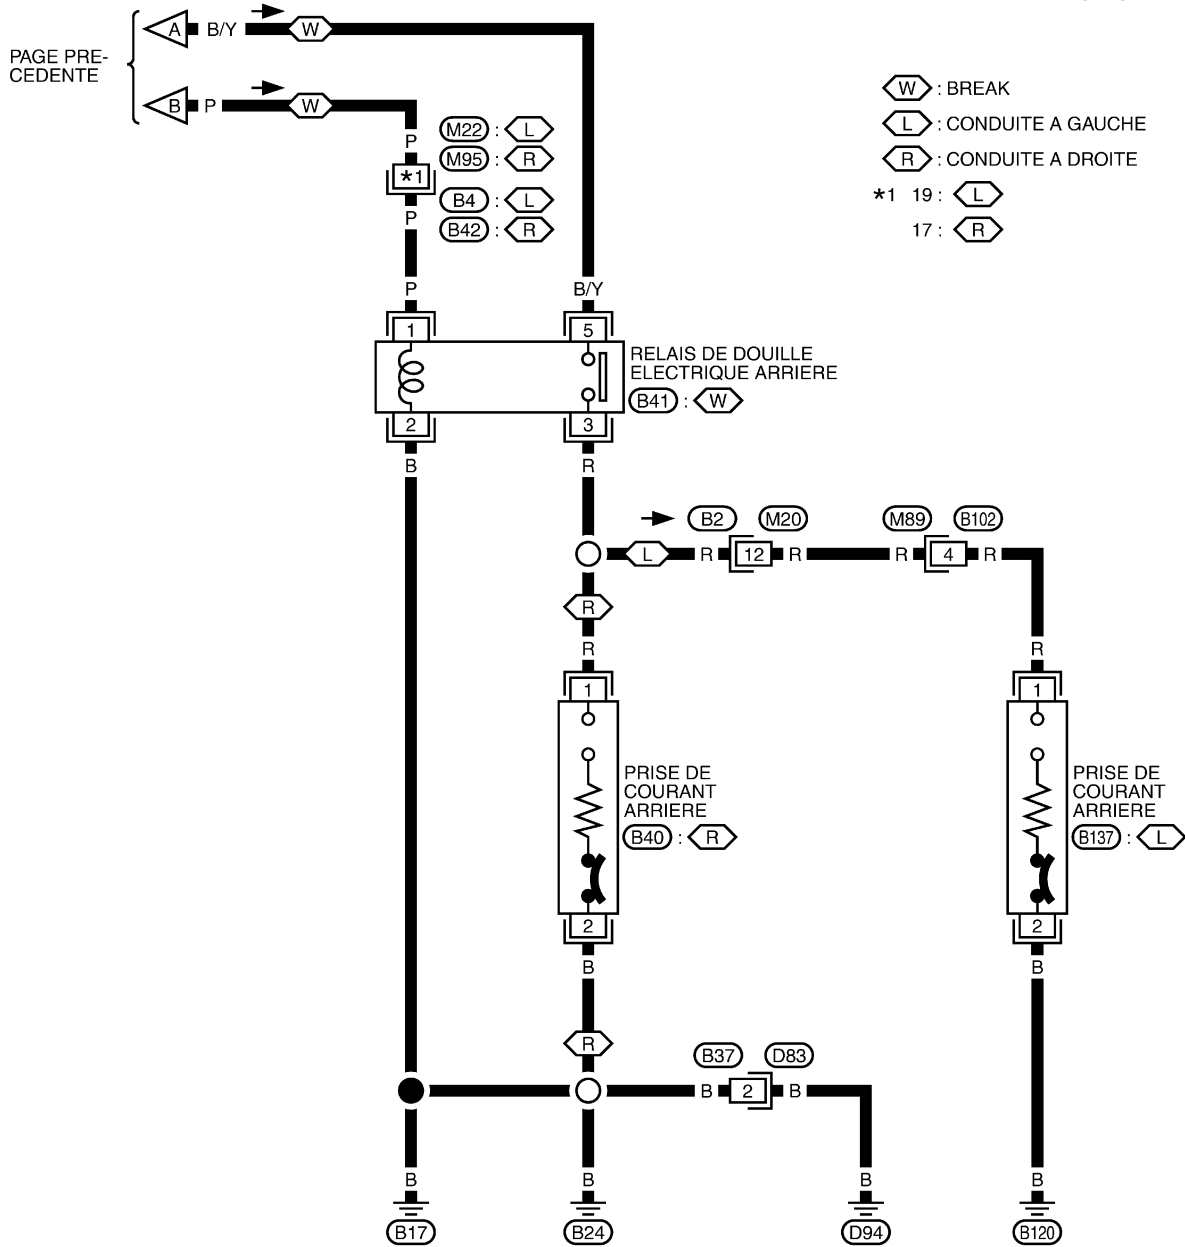 PAGE PRE-
CEDENTE
A B/Y W
B P W
P
*1
M22 : L
M95 : R
B4 : L
B42 : R
P
P
B/Y
W : BREAK
L : CONDUITE A GAUCHE
R : CONDUITE A DROITE
*1 19 : L
17 : R
1
5
RELAIS DE DOUILLE
ELECTRIQUE ARRIERE
B41 : W
2
3
B
R
B2 M20 M89 B102
L R 12 R R 4 R
R
R
R
1
1
PRISE DE
COURANT
ARRIERE
B40 : R
PRISE DE
COURANT
ARRIERE
B137 : L
2
2
B
B
R
B37 D83
B 2 B
B
B
B
B
B17
B24
D94
B120